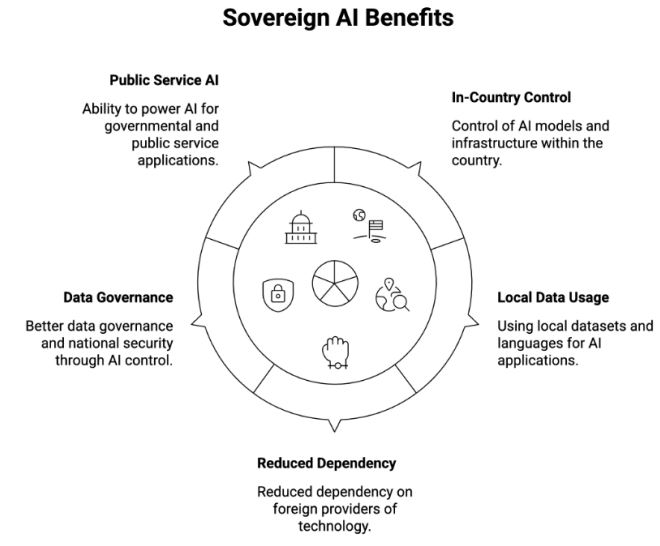 Sovereign AI Benefits
Public Service AI
Ability to power AI for
governmental and
public service
applications.
In-Country Control
Control of AI models and
infrastructure within the
country.
Data Governance
Better data governance
and national security
through AI control.
Local Data Usage
Using local datasets and
languages for AI
applications.
Reduced Dependency
Reduced dependency on
foreign providers of
technology.